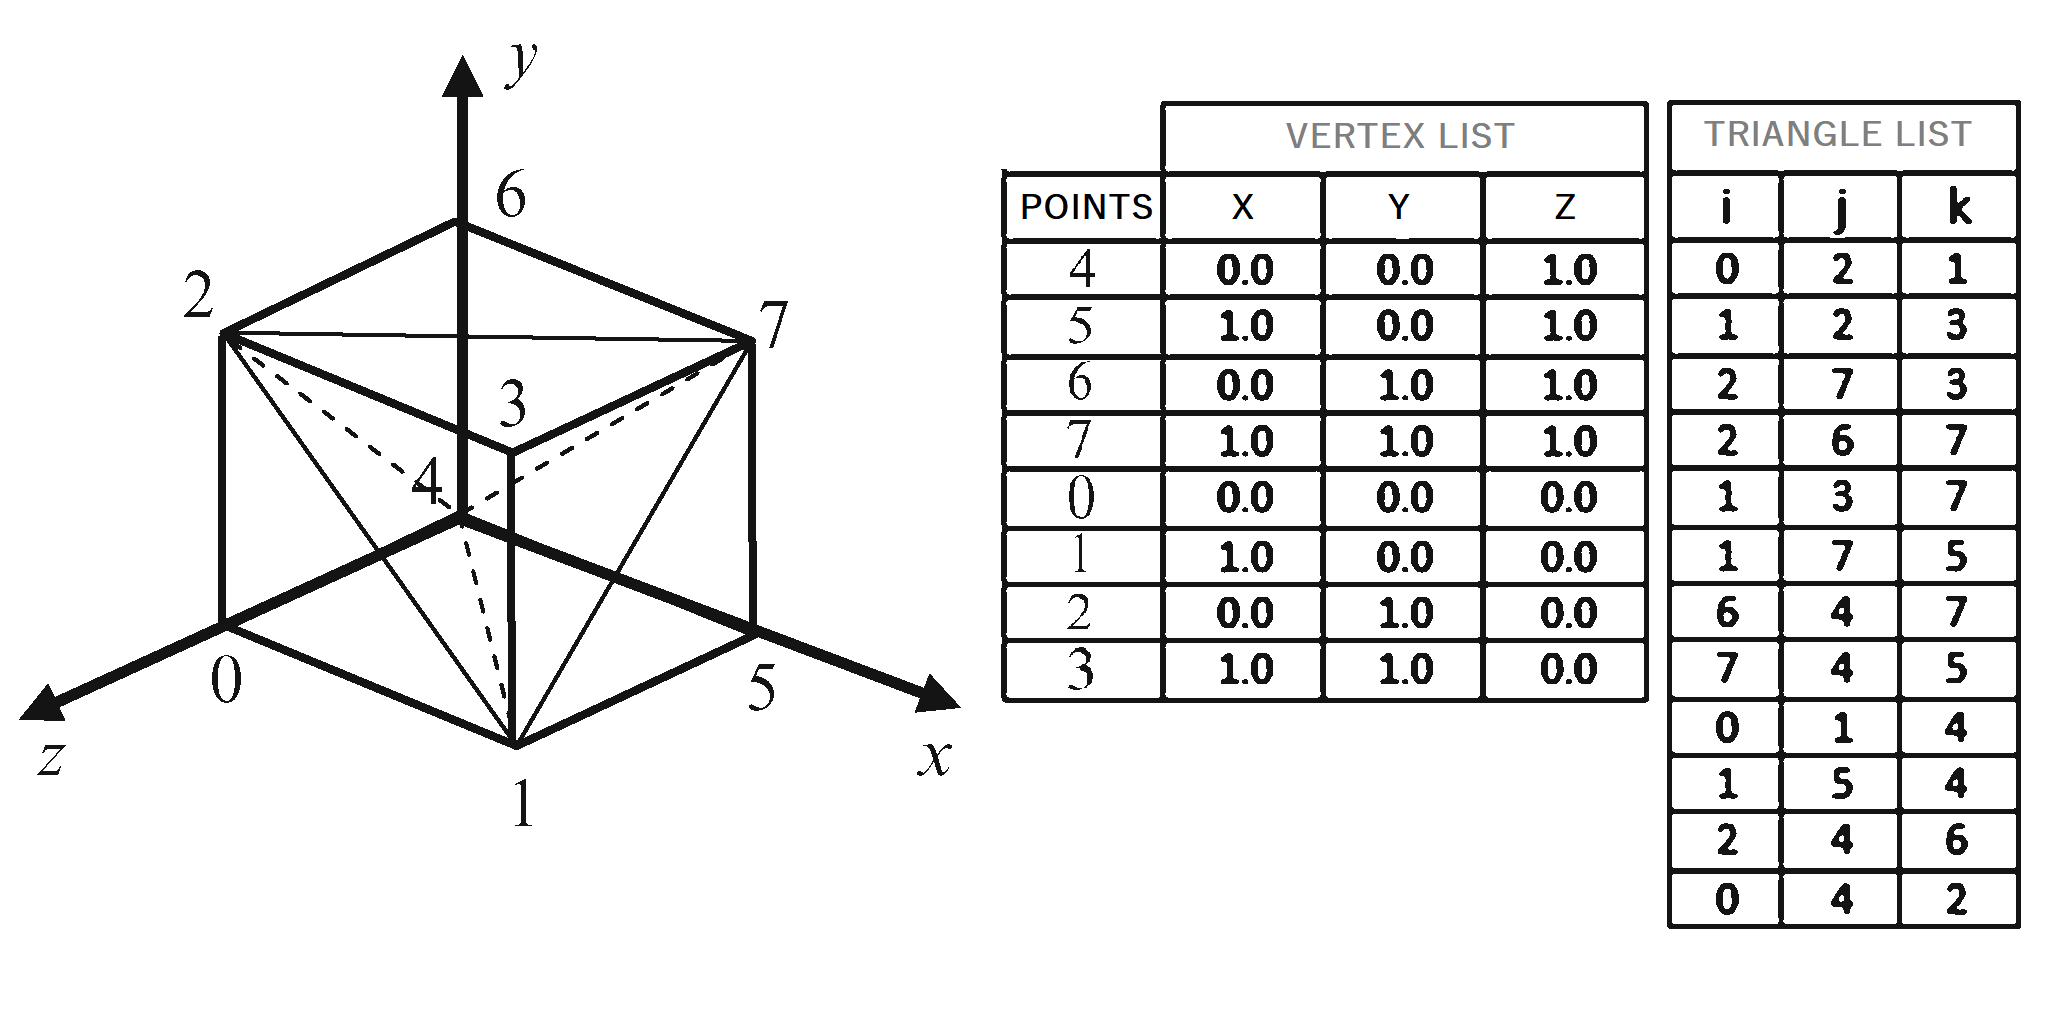 y
6
2
7
3
4
0
5
z
x
1
VERTEX LIST
POINTS X Y Z
4 0.0 0.0 1.0
5 1.0 0.0 1.0
6 0.0 1.0 1.0
7 1.0 1.0 1.0
0 0.0 0.0 0.0
1 1.0 0.0 0.0
2 0.0 1.0 0.0
3 1.0 1.0 0.0
TRIANGLE LIST
i j k
0 2 1
1 2 3
2 7 3
2 6 7
1 3 7
1 7 5
6 4 7
7 4 5
0 1 4
1 5 4
2 4 6
0 4 2